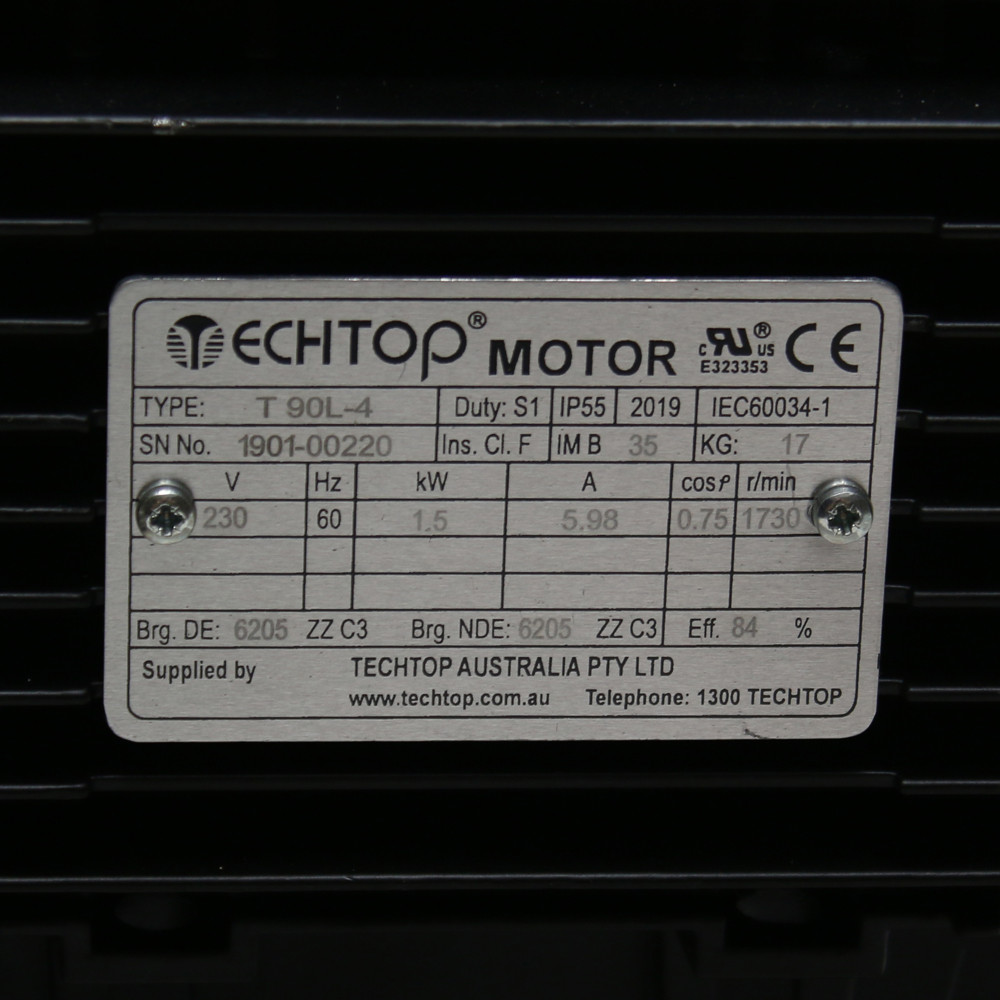 TECHTOP® MOTOR c RU® US CE
E323353
TYPE: T 90L-4 Duty: S1 IP55 2019 IEC60034-1
SN No. 1901-00220 Ins. Cl. F IM B 35 KG: 17
V Hz kW A cosρ r/min
230 60 1.5 5.98 0.75 1730
Brg. DE: 6205 ZZ C3 Brg. NDE: 6205 ZZ C3 Eff. 84 %
Supplied by TECHTOP AUSTRALIA PTY LTD
www.techtop.com.au Telephone: 1300 TECHTOP